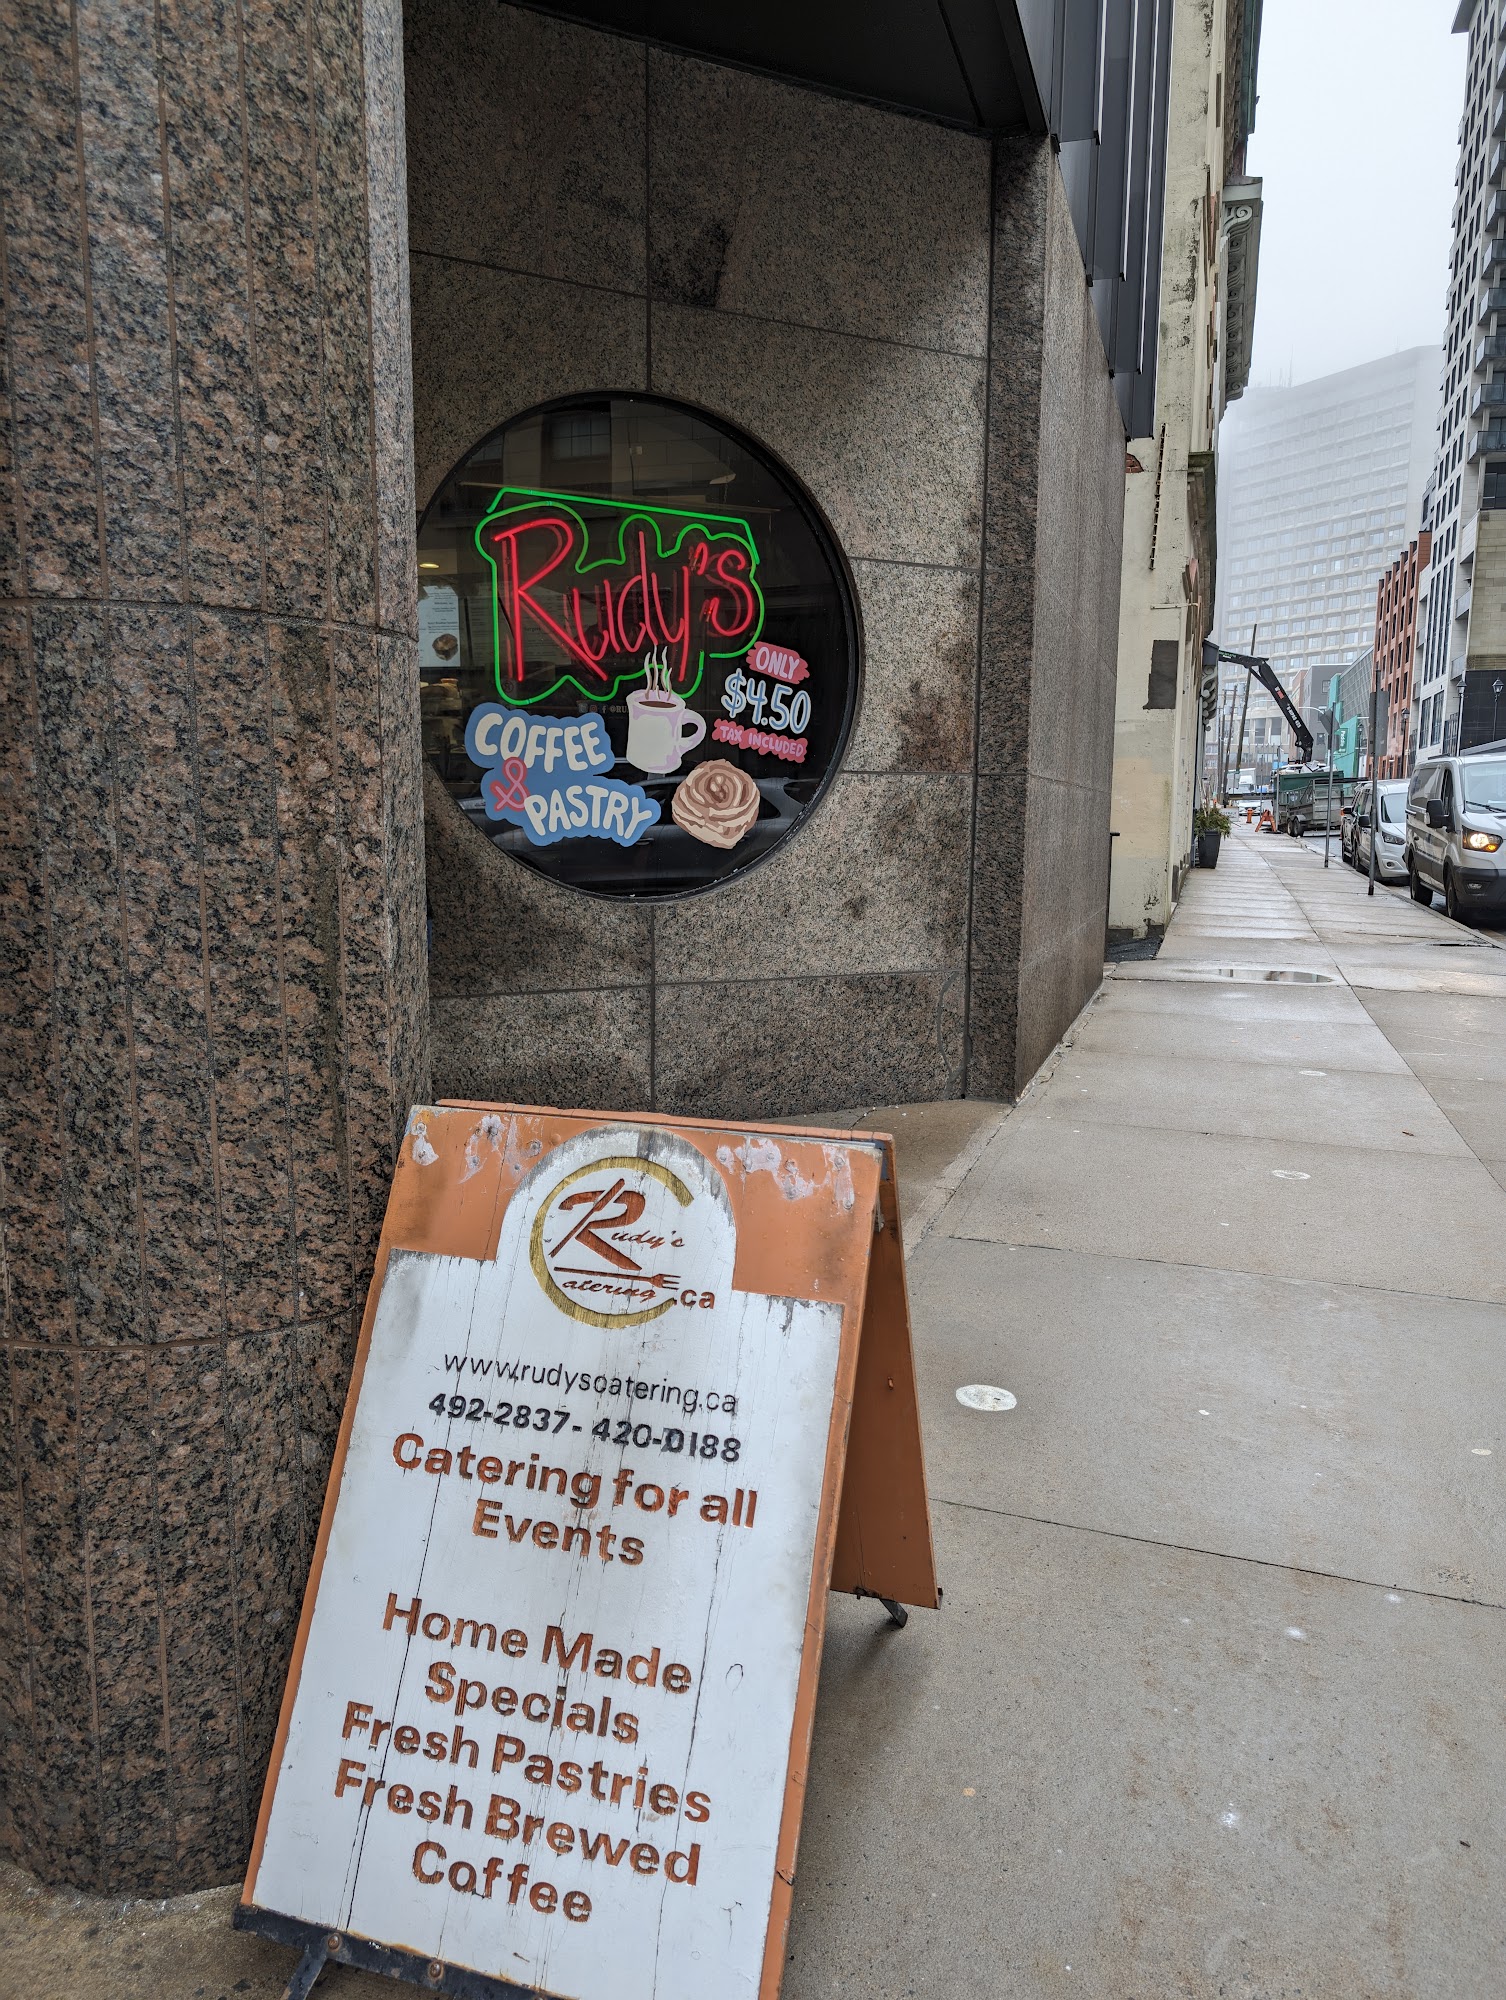 Rudy's
ONLY
$4.50
TAX INCLUDED
COFFEE
&
PASTRY
Rudy's
Catering.ca
www.rudyscatering.ca
492-2837- 420-0188
Catering for all
Events
Home Made
Specials
Fresh Pastries
Fresh Brewed
Coffee